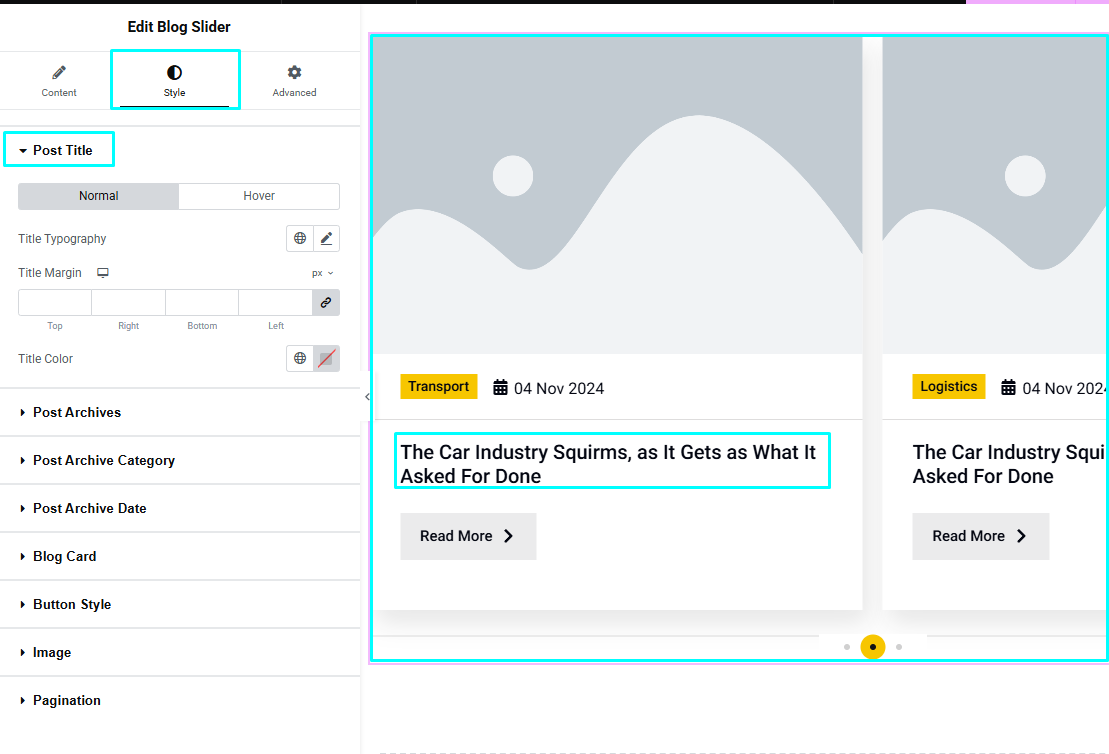 Edit Blog Slider
Content
Style
Advanced
Post Title
Normal
Hover
Title Typography
Title Margin
px
Top
Right
Bottom
Left
Title Color
Post Archives
Post Archive Category
Post Archive Date
Blog Card
Button Style
Image
Pagination
Transport
04 Nov 2024
The Car Industry Squirms, as It Gets as What It
Asked For Done
Read More
Logistics
04 Nov 2024
The Car Industry Squi
Asked For Done
Read More